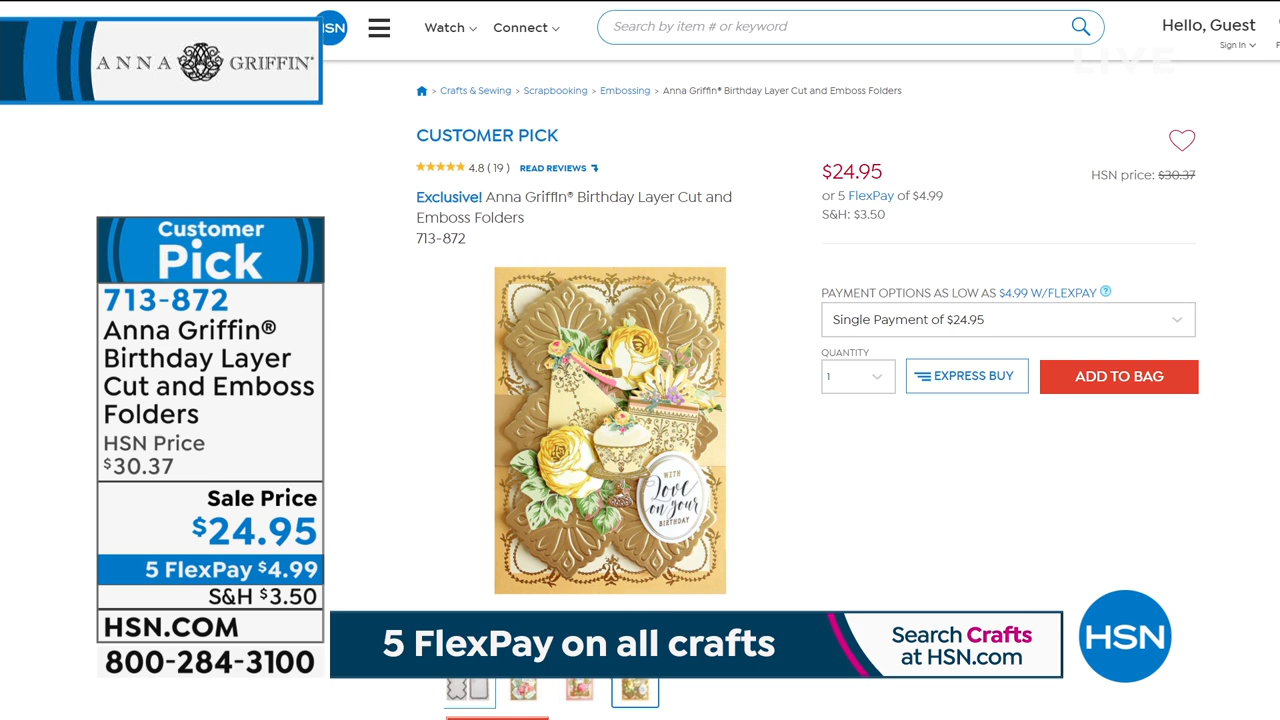 ANNA GRIFFIN®
HSN
Watch
Connect
Search by item # or keyword
Hello, Guest
Sign In
LIVE
> Crafts & Sewing > Scrapbooking > Embossing > Anna Griffin® Birthday Layer Cut and Emboss Folders
CUSTOMER PICK
4.8 ( 19 ) READ REVIEWS
Exclusive! Anna Griffin® Birthday Layer Cut and
Emboss Folders
713-872
$24.95
HSN price: $30.37
or 5 FlexPay of $4.99
S&H: $3.50
PAYMENT OPTIONS AS LOW AS $4.99 W/FLEXPAY ?
Single Payment of $24.95
QUANTITY
1
EXPRESS BUY
ADD TO BAG
WITH
Love
on your
BIRTHDAY
Customer
Pick
713-872
Anna Griffin®
Birthday Layer
Cut and Emboss
Folders
HSN Price
$30.37
Sale Price
$24.95
5 FlexPay $4.99
S&H $3.50
HSN.COM
800-284-3100
5 FlexPay on all crafts
Search Crafts
at HSN.com
HSN